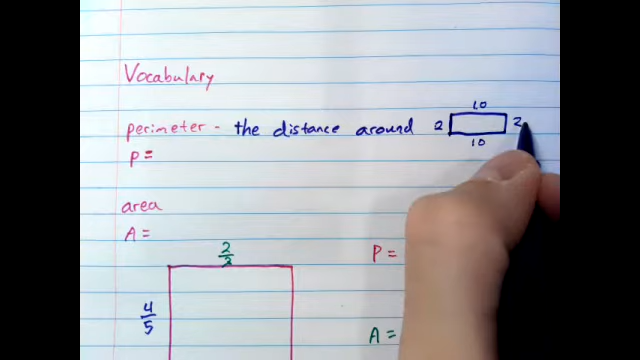 Vocabulary
10
perimeter - the distance around 2 2
P = 10
area
A =
2/3
P =
4/5
A =